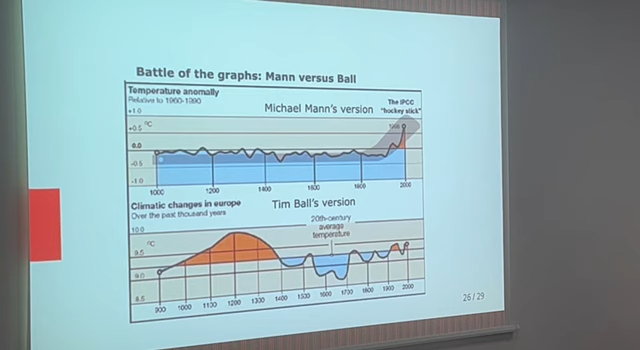 Battle of the graphs: Mann versus Ball
Temperature anomaly
Relative to 1960-1990
Michael Mann's version
The IPCC
"hockey stick"
+1.0
°C
+0.5
1998
0.0
-0.5
-1.0
1000 1200 1400 1600 1800 2000
Climatic changes in europe
Over the past thousand years
Tim Ball's version
20th-century
average
temperature
10.0
°C
9.5
9.0
8.5
900 1000 1100 1200 1300 1400 1500 1600 1700 1800 1900 2000
26/29